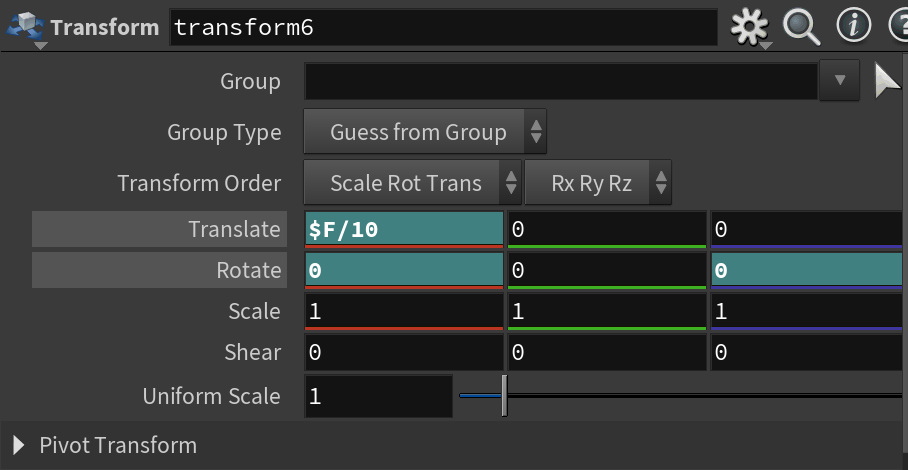 Transform transform6
Group
Group Type Guess from Group
Transform Order Scale Rot Trans Rx Ry Rz
Translate $F/10 0 0
Rotate 0 0 0
Scale 1 1 1
Shear 0 0 0
Uniform Scale 1
Pivot Transform